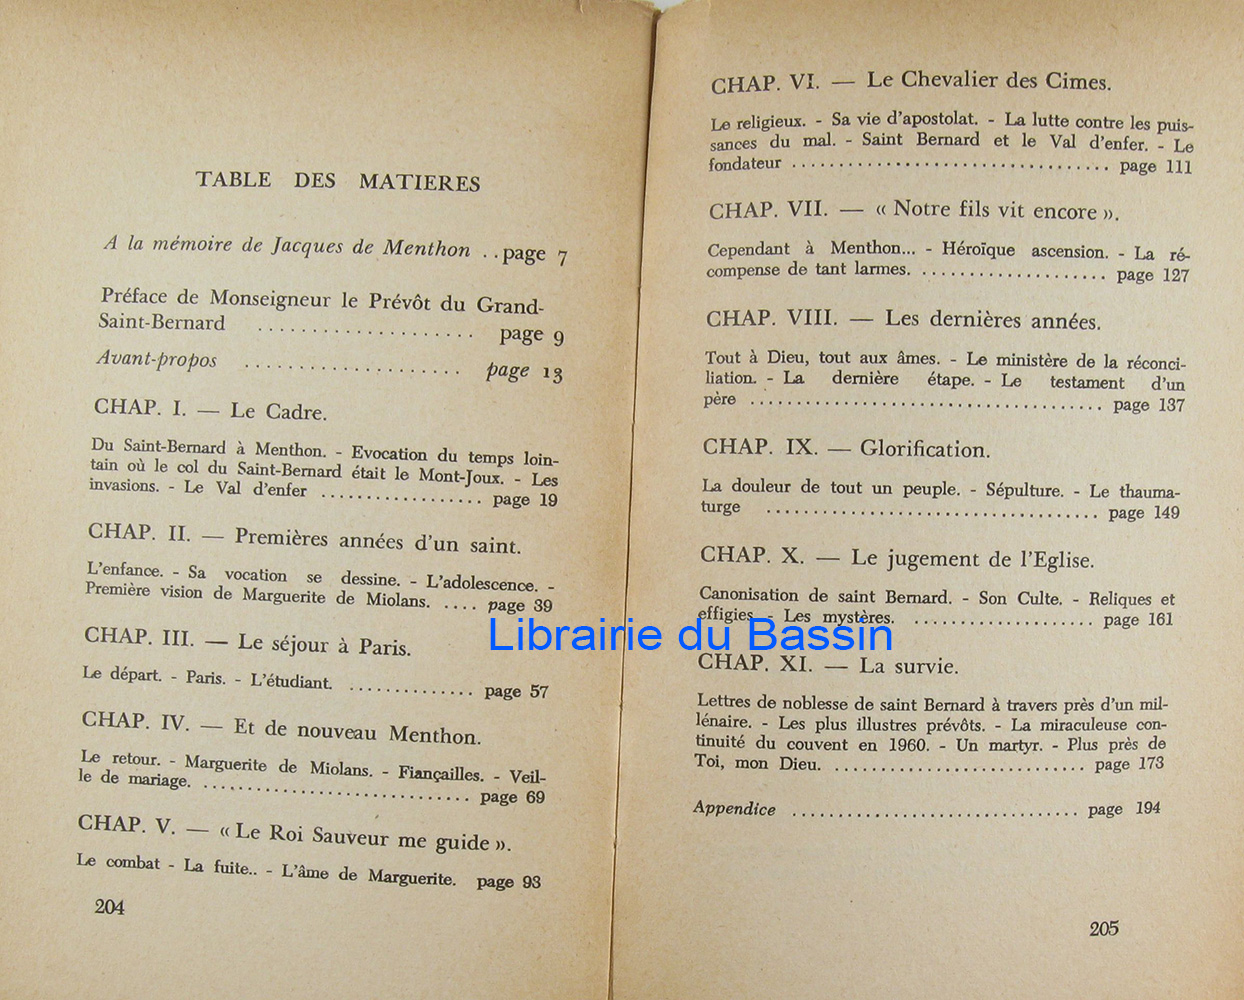 TABLE DES MATIERES
A la mémoire de Jacques de Menthon .. page 7
Préface de Monseigneur le Prévôt du Grand-
Saint-Bernard .................... page 9
Avant-propos .................... page 13
CHAP. I. — Le Cadre.
Du Saint-Bernard à Menthon. - Evocation du temps loin-
tain où le col du Saint-Bernard était le Mont-Joux. - Les
invasions. - Le Val d'enfer .................. page 19
CHAP. II. — Premières années d'un saint.
L'enfance. - Sa vocation se dessine. - L'adolescence. -
Première vision de Marguerite de Miolans. .... page 39
CHAP. III. — Le séjour à Paris.
Le départ. - Paris. - L'étudiant. .............. page 57
CHAP. IV. — Et de nouveau Menthon.
Le retour. - Marguerite de Miolans. - Fiançailles. - Veil-
le de mariage. .............................. page 69
CHAP. V. — « Le Roi Sauveur me guide ».
Le combat - La fuite.. - L'âme de Marguerite. page 93
204
CHAP. VI. — Le Chevalier des Cimes.
Le religieux. - Sa vie d'apostolat. - La lutte contre les puis-
sances du mal. - Saint Bernard et le Val d'enfer. - Le
fondateur .................................. page 111
CHAP. VII. — « Notre fils vit encore ».
Cependant à Menthon... - Héroïque ascension. - La ré-
compense de tant larmes. .................... page 127
CHAP. VIII. — Les dernières années.
Tout à Dieu, tout aux âmes. - Le ministère de la réconci-
liation. - La dernière étape. - Le testament d'un
père ...................................... page 137
CHAP. IX. — Glorification.
La douleur de tout un peuple. - Sépulture. - Le thauma-
turge .................................... page 149
CHAP. X. — Le jugement de l'Eglise.
Canonisation de saint Bernard. - Son Culte. - Reliques et
effigies. - Les mystères. .................... page 161
Librairie du Bassin
CHAP. XI. — La survie.
Lettres de noblesse de saint Bernard à travers près d'un mil-
lénaire. - Les plus illustres prévôts. - La miraculeuse con-
tinuité du couvent en 1960. - Un martyr. - Plus près de
Toi, mon Dieu. ........................... page 173
Appendice ............................... page 194
205